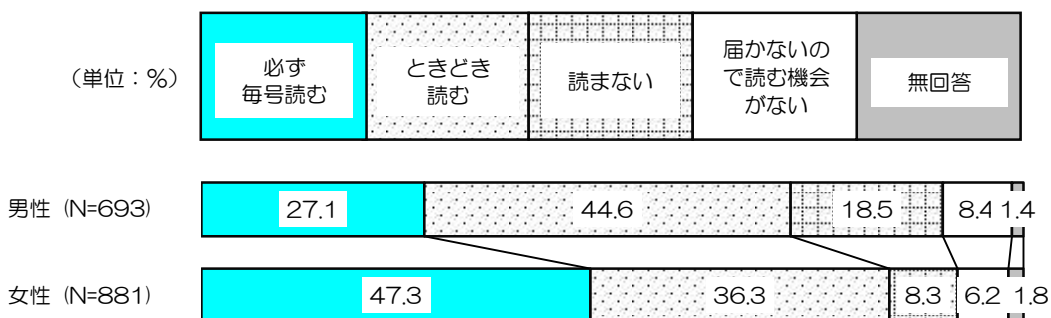 （単位：％）
必ず
毎号読む
ときどき
読む
読まない
届かないの
で読む機会
がない
無回答
男性 (N=693)
27.1
44.6
18.5
8.4
1.4
女性 (N=881)
47.3
36.3
8.3
6.2
1.8